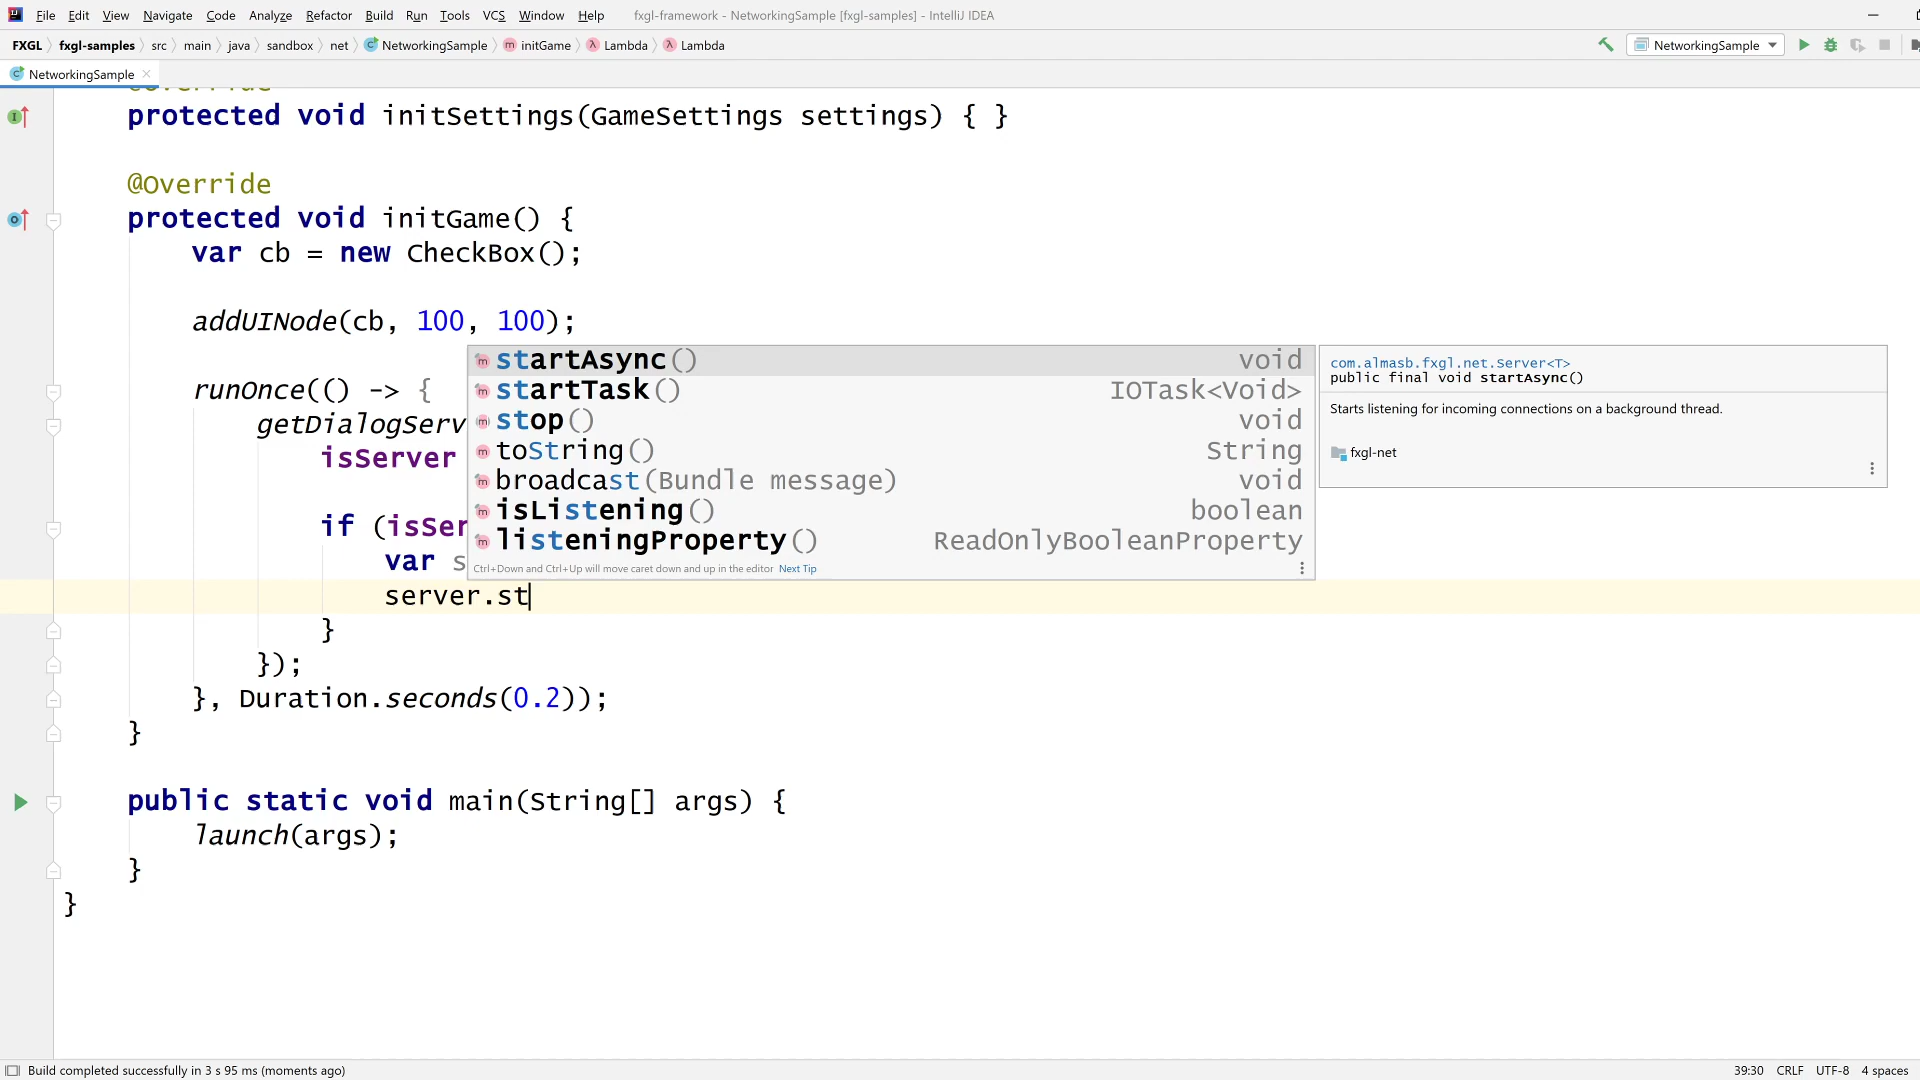 File Edit View Navigate Code Analyze Refactor Build Run Tools VCS Window Help fxgl-framework - NetworkingSample [fxgl-samples] - IntelliJ IDEA
FXGL fxgl-samples src main java sandbox net NetworkingSample initGame Lambda Lambda NetworkingSample
NetworkingSample
@Override
protected void initSettings(GameSettings settings) { }
@Override
protected void initGame() {
var cb = new CheckBox();
addUINode(cb, 100, 100);
runOnce(() -> {
getDialogServ
isServer
if (isSer
var s
server.st
}
});
}, Duration.seconds(0.2));
}
public static void main(String[] args) {
launch(args);
}
}
startAsync() void
startTask() IOTask<Void>
stop() void
toString() String
broadcast(Bundle message) void
isListening() boolean
listeningProperty() ReadOnlyBooleanProperty
Ctrl+Down and Ctrl+Up will move caret down and up in the editor Next Tip
com.almasb.fxgl.net.Server<T>
public final void startAsync()
Starts listening for incoming connections on a background thread.
fxgl-net
Build completed successfully in 3 s 95 ms (moments ago) 39:30 CRLF UTF-8 4 spaces